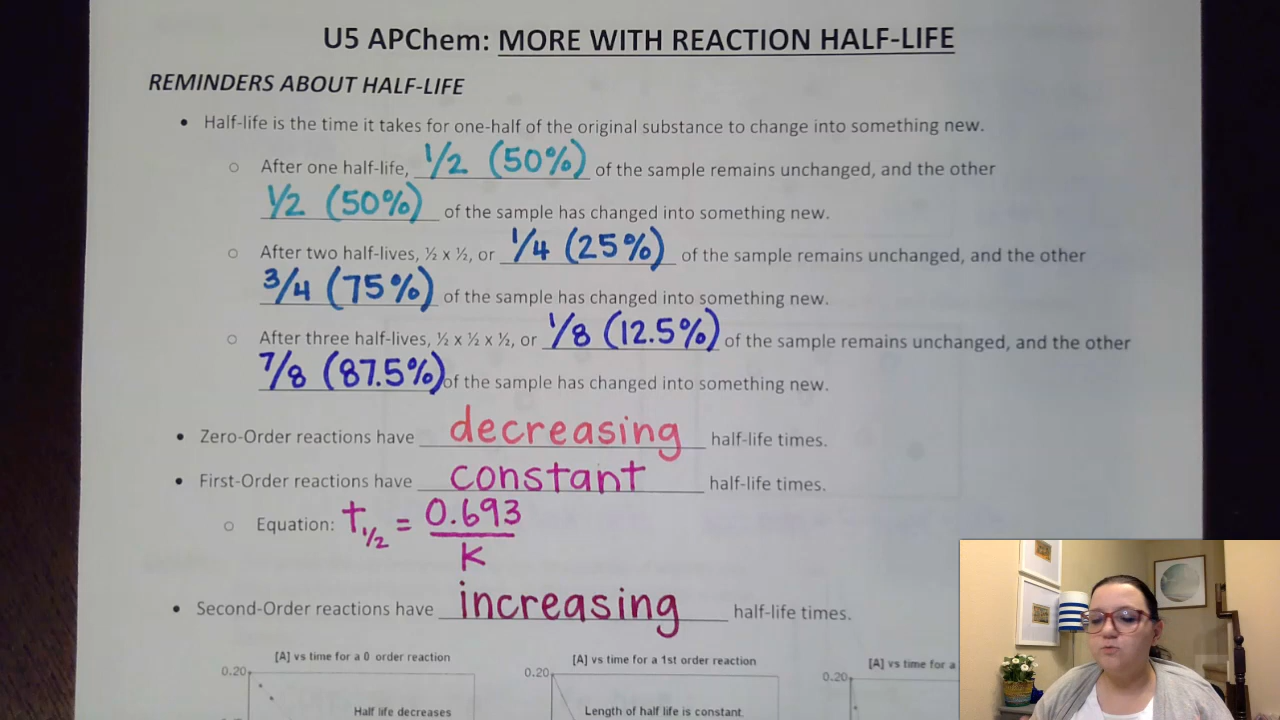 U5 APChem: MORE WITH REACTION HALF-LIFE
REMINDERS ABOUT HALF-LIFE
• Half-life is the time it takes for one-half of the original substance to change into something new.
○ After one half-life, 1/2 (50%) of the sample remains unchanged, and the other
1/2 (50%) of the sample has changed into something new.
○ After two half-lives, ½ x ½, or 1/4 (25%) of the sample remains unchanged, and the other
3/4 (75%) of the sample has changed into something new.
○ After three half-lives, ½ x ½ x ½, or 1/8 (12.5%) of the sample remains unchanged, and the other
7/8 (87.5%) of the sample has changed into something new.
• Zero-Order reactions have decreasing half-life times.
• First-Order reactions have constant half-life times.
○ Equation: t1/2 = 0.693/k
• Second-Order reactions have increasing half-life times.
[A] vs time for a 0 order reaction
0.20
Half life decreases
[A] vs time for a 1st order reaction
0.20
Length of half life is constant.
[A] vs time for a
0.20